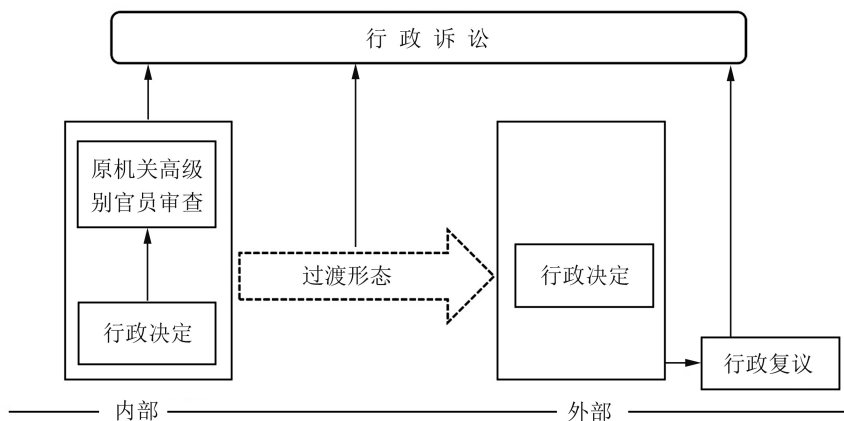 行政诉讼
原机关高级
别官员审查
过渡形态
行政决定
行政决定
行政复议
内部
外部